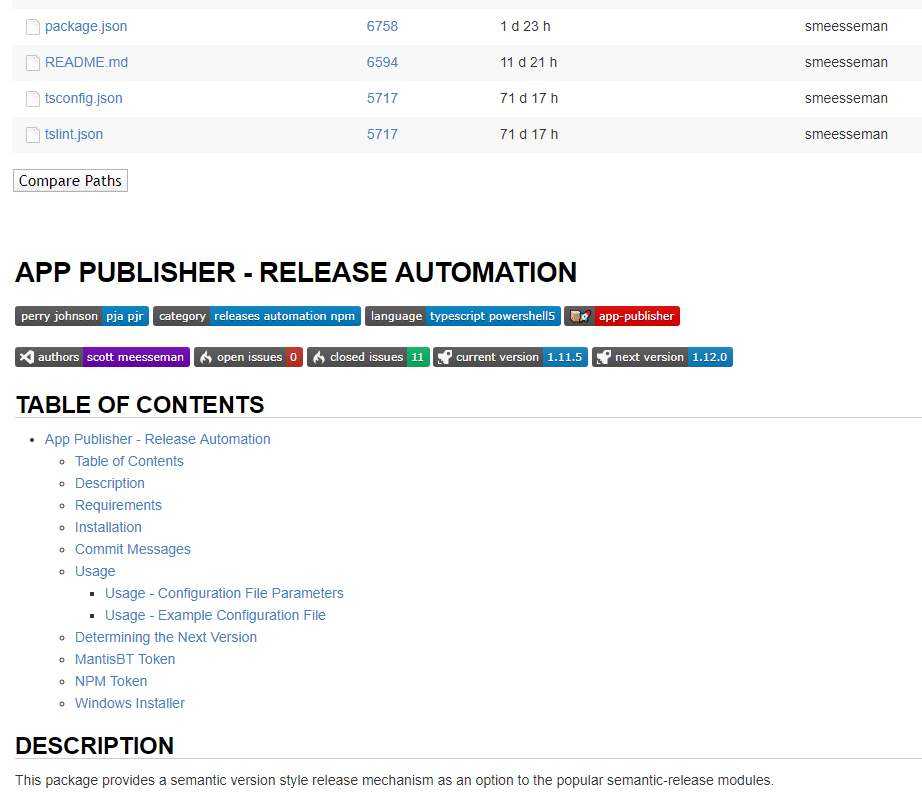 package.json 6758 1 d 23 h smeesseman
README.md 6594 11 d 21 h smeesseman
tsconfig.json 5717 71 d 17 h smeesseman
tslint.json 5717 71 d 17 h smeesseman
Compare Paths
APP PUBLISHER - RELEASE AUTOMATION
perry johnson pja pjr category releases automation npm language typescript powershell5 app-publisher
authors scott meesseman open issues 0 closed issues 11 current version 1.11.5 next version 1.12.0
TABLE OF CONTENTS
App Publisher - Release Automation
Table of Contents
Description
Requirements
Installation
Commit Messages
Usage
Usage - Configuration File Parameters
Usage - Example Configuration File
Determining the Next Version
MantisBT Token
NPM Token
Windows Installer
DESCRIPTION
This package provides a semantic version style release mechanism as an option to the popular semantic-release modules.